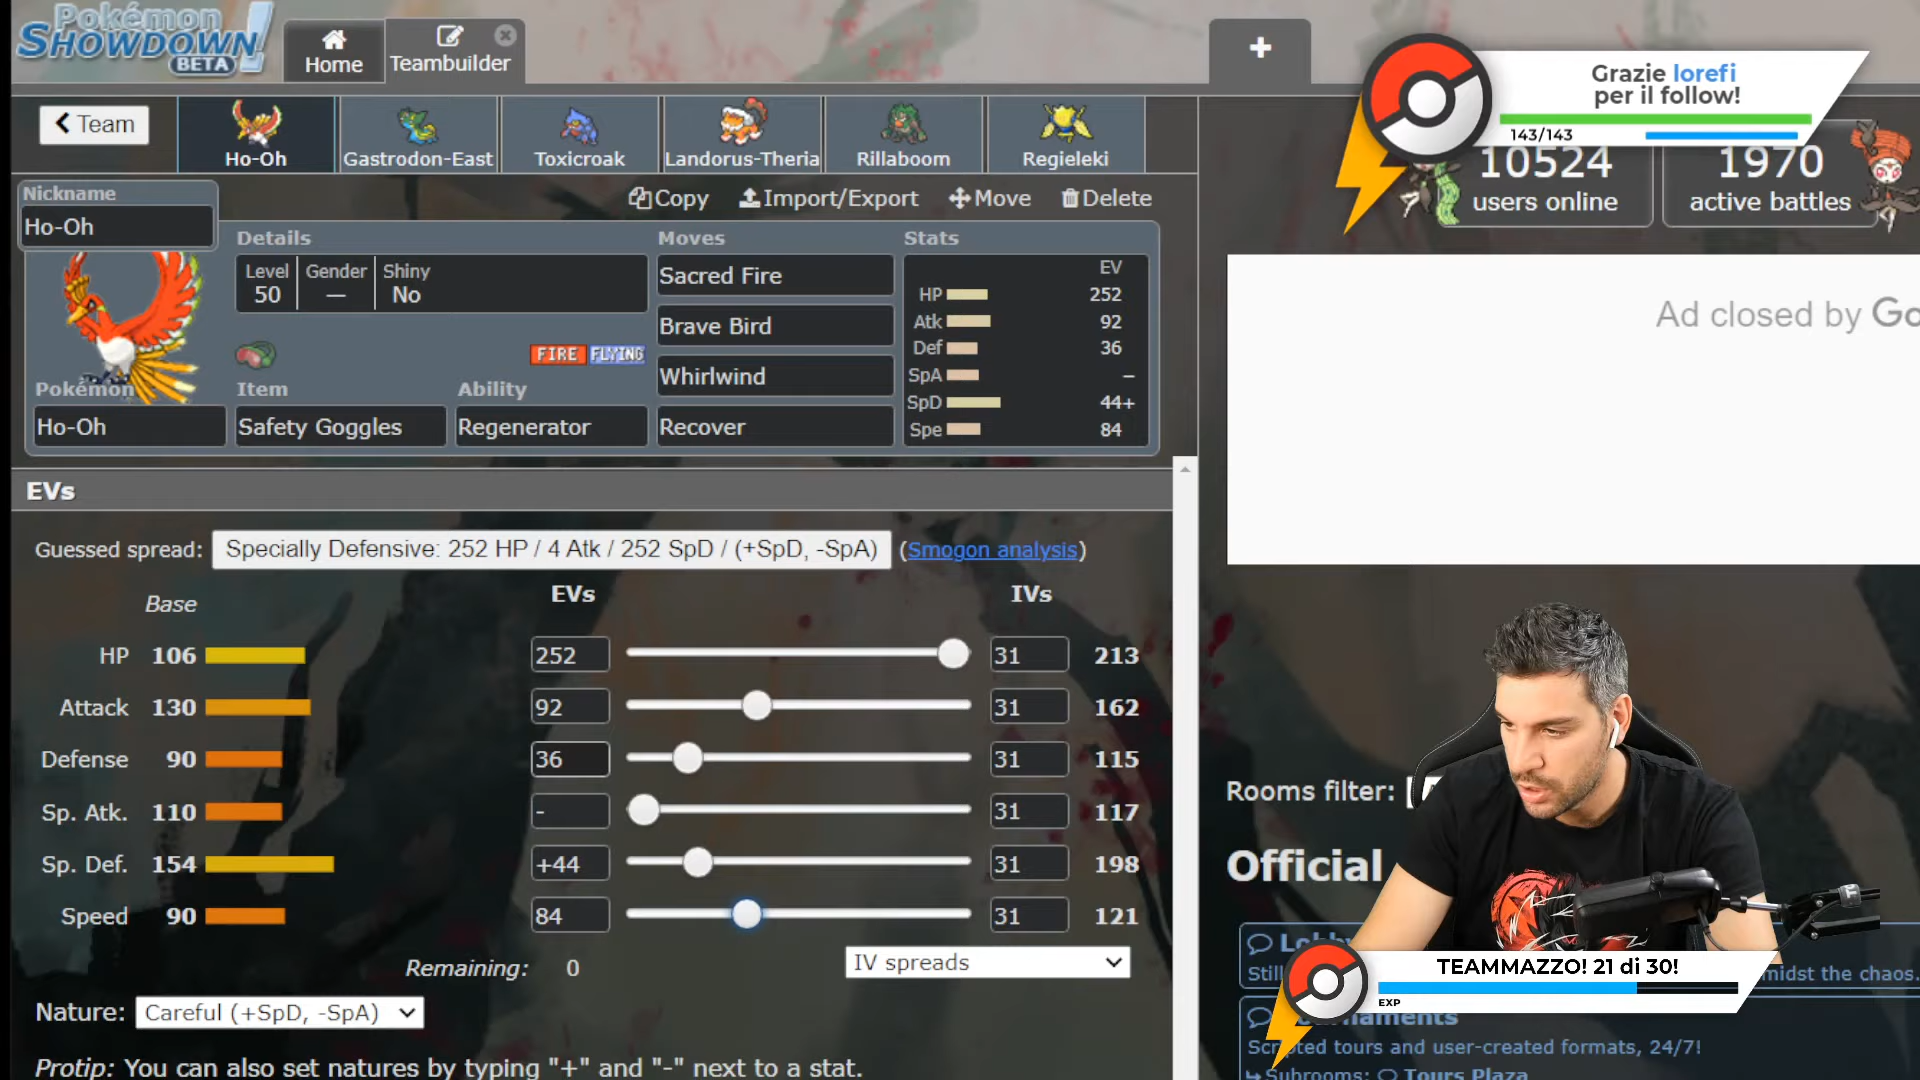 Pokémon
SHOWDOWN!
BETA
Home
Teambuilder
+
Grazie lorefi
per il follow!
143/143
10524
users online
1970
active battles
Team
Ho-Oh
Gastrodon-East
Toxicroak
Landorus-Theria
Rillaboom
Regieleki
Copy
Import/Export
Move
Delete
Nickname
Ho-Oh
Details
Level
50
Gender
—
Shiny
No
FIRE FLYING
Pokémon
Ho-Oh
Item
Safety Goggles
Ability
Regenerator
Moves
Sacred Fire
Brave Bird
Whirlwind
Recover
Stats
EV
HP 252
Atk 92
Def 36
SpA –
SpD 44+
Spe 84
Ad closed by Go
EVs
Guessed spread: Specially Defensive: 252 HP / 4 Atk / 252 SpD / (+SpD, -SpA) (Smogon analysis)
Base EVs IVs
HP 106 252 31 213
Attack 130 92 31 162
Defense 90 36 31 115
Sp. Atk. 110 - 31 117
Sp. Def. 154 +44 31 198
Speed 90 84 31 121
Remaining: 0
IV spreads
Nature: Careful (+SpD, -SpA)
Protip: You can also set natures by typing "+" and "-" next to a stat.
Rooms filter:
Official
Lobby
Still midst the chaos.
TEAMMAZZO! 21 di 30!
EXP
Tournaments
Scripted tours and user-created formats, 24/7!
Subrooms: Tours Plaza